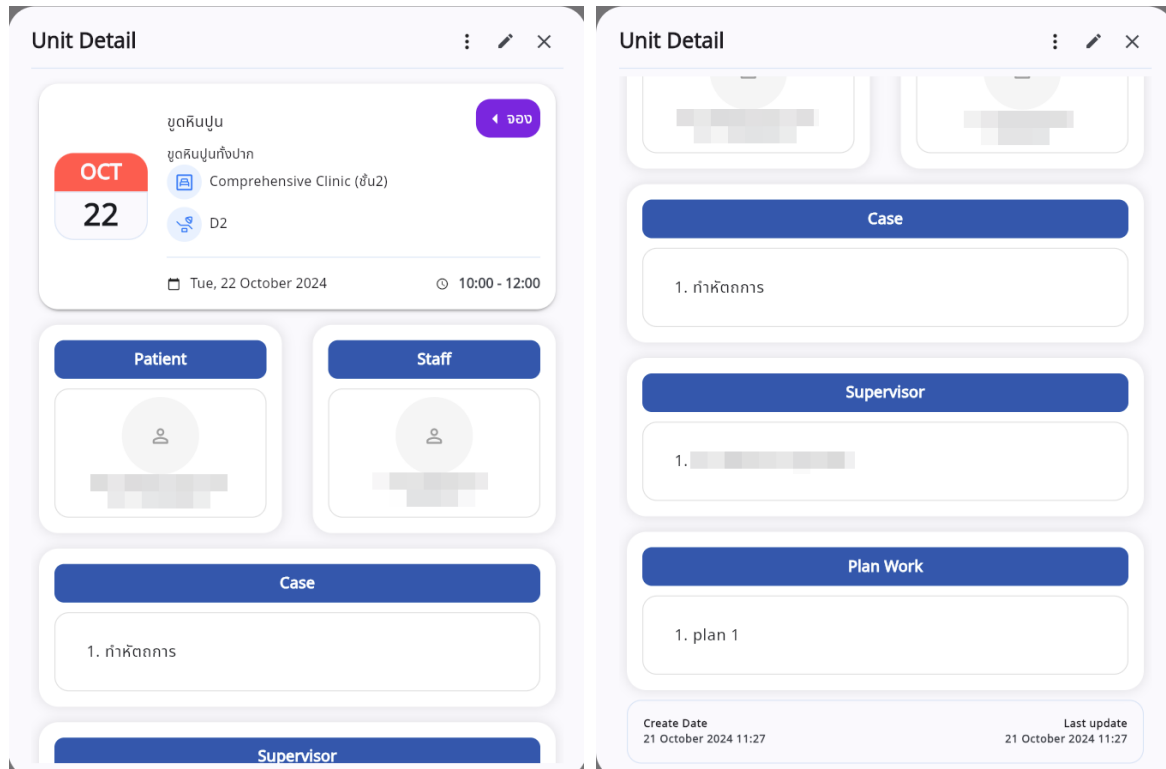 Unit Detail
ขูดหินปูน
จอง
ขูดหินปูนทั้งปาก
OCT
22
Comprehensive Clinic (ชั้น2)
D2
Tue, 22 October 2024
10:00 - 12:00
Patient
Staff
Case
1. ทำหัตถการ
Supervisor
Unit Detail
Case
1. ทำหัตถการ
Supervisor
1.
Plan Work
1. plan 1
Create Date
Last update
21 October 2024 11:27
21 October 2024 11:27